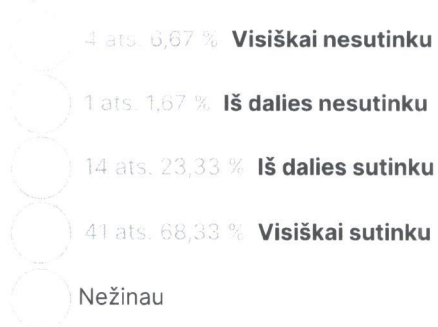 4 ats. 6,67 % Visiškai nesutinku
1 ats. 1,67 % Iš dalies nesutinku
14 ats. 23,33 % Iš dalies sutinku
41 ats. 68,33 % Visiškai sutinku
Nežinau